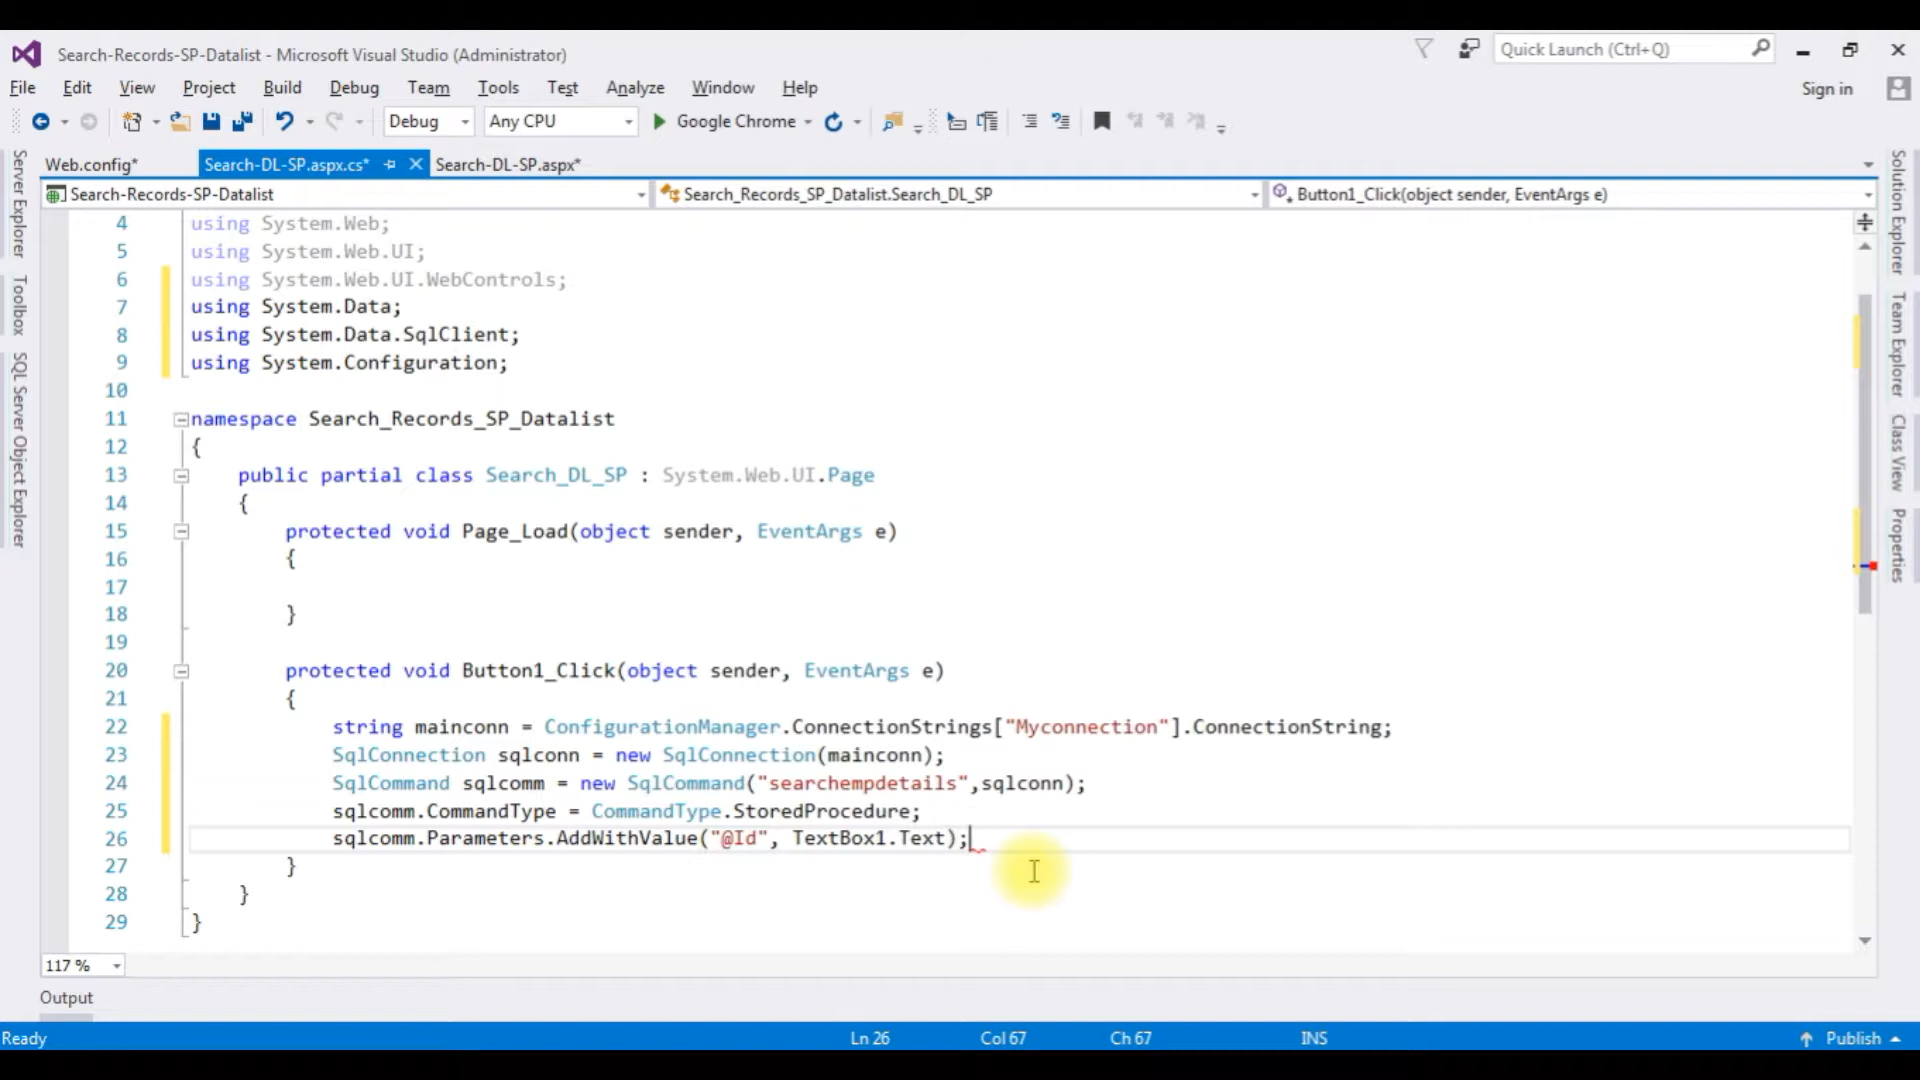 Search-Records-SP-Datalist - Microsoft Visual Studio (Administrator)
Quick Launch (Ctrl+Q)
File Edit View Project Build Debug Team Tools Test Analyze Window Help
Sign in
Debug Any CPU Google Chrome
Web.config* Search-DL-SP.aspx.cs* Search-DL-SP.aspx*
Search-Records-SP-Datalist Search_Records_SP_Datalist.Search_DL_SP Button1_Click(object sender, EventArgs e)
Server Explorer
Toolbox
SQL Server Object Explorer
4 using System.Web;
5 using System.Web.UI;
6 using System.Web.UI.WebControls;
7 using System.Data;
8 using System.Data.SqlClient;
9 using System.Configuration;
10
11 namespace Search_Records_SP_Datalist
12 {
13 public partial class Search_DL_SP : System.Web.UI.Page
14 {
15 protected void Page_Load(object sender, EventArgs e)
16 {
17
18 }
19
20 protected void Button1_Click(object sender, EventArgs e)
21 {
22 string mainconn = ConfigurationManager.ConnectionStrings["Myconnection"].ConnectionString;
23 SqlConnection sqlconn = new SqlConnection(mainconn);
24 SqlCommand sqlcomm = new SqlCommand("searchempdetails",sqlconn);
25 sqlcomm.CommandType = CommandType.StoredProcedure;
26 sqlcomm.Parameters.AddWithValue("@Id", TextBox1.Text);
27 }
28 }
29 }
Solution Explorer
Team Explorer
Class View
Properties
117 %
Output
Ready Ln 26 Col 67 Ch 67 INS Publish